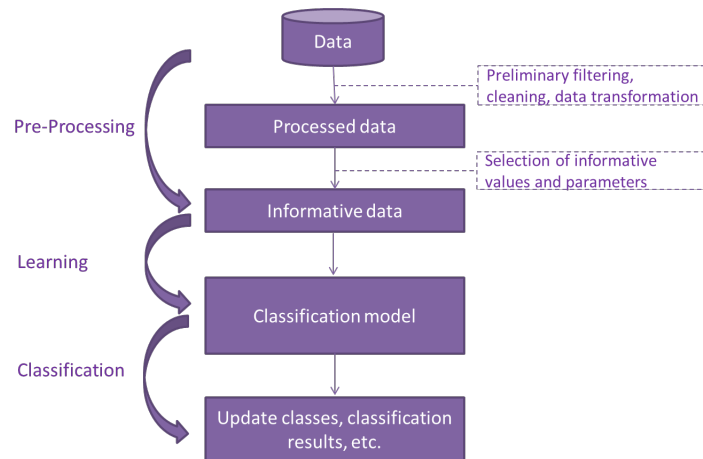 Data
Preliminary filtering,
cleaning, data transformation
Pre-Processing
Processed data
Selection of informative
values and parameters
Informative data
Learning
Classification model
Classification
Update classes, classification
results, etc.